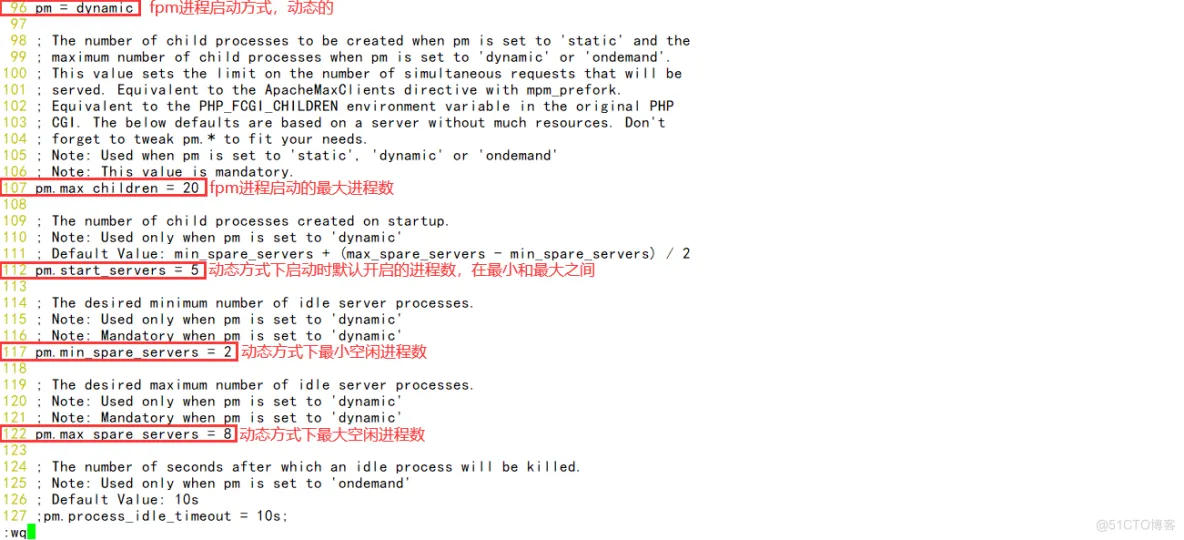 96 pm = dynamic fpm进程启动方式，动态的
97
98 ; The number of child processes to be created when pm is set to 'static' and the
99 ; maximum number of child processes when pm is set to 'dynamic' or 'ondemand'.
100 ; This value sets the limit on the number of simultaneous requests that will be
101 ; served. Equivalent to the ApacheMaxClients directive with mpm_prefork.
102 ; Equivalent to the PHP_FCGI_CHILDREN environment variable in the original PHP
103 ; CGI. The below defaults are based on a server without much resources. Don't
104 ; forget to tweak pm.* to fit your needs.
105 ; Note: Used when pm is set to 'static', 'dynamic' or 'ondemand'
106 ; Note: This value is mandatory.
107 pm.max_children = 20 fpm进程启动的最大进程数
108
109 ; The number of child processes created on startup.
110 ; Note: Used only when pm is set to 'dynamic'
111 ; Default Value: min_spare_servers + (max_spare_servers - min_spare_servers) / 2
112 pm.start_servers = 5 动态方式下启动时默认开启的进程数，在最小和最大之间
113
114 ; The desired minimum number of idle server processes.
115 ; Note: Used only when pm is set to 'dynamic'
116 ; Note: Mandatory when pm is set to 'dynamic'
117 pm.min_spare_servers = 2 动态方式下最小空闲进程数
118
119 ; The desired maximum number of idle server processes.
120 ; Note: Used only when pm is set to 'dynamic'
121 ; Note: Mandatory when pm is set to 'dynamic'
122 pm.max_spare_servers = 8 动态方式下最大空闲进程数
123
124 ; The number of seconds after which an idle process will be killed.
125 ; Note: Used only when pm is set to 'ondemand'
126 ; Default Value: 10s
127 ;pm.process_idle_timeout = 10s;
:wq
@51CTO博客